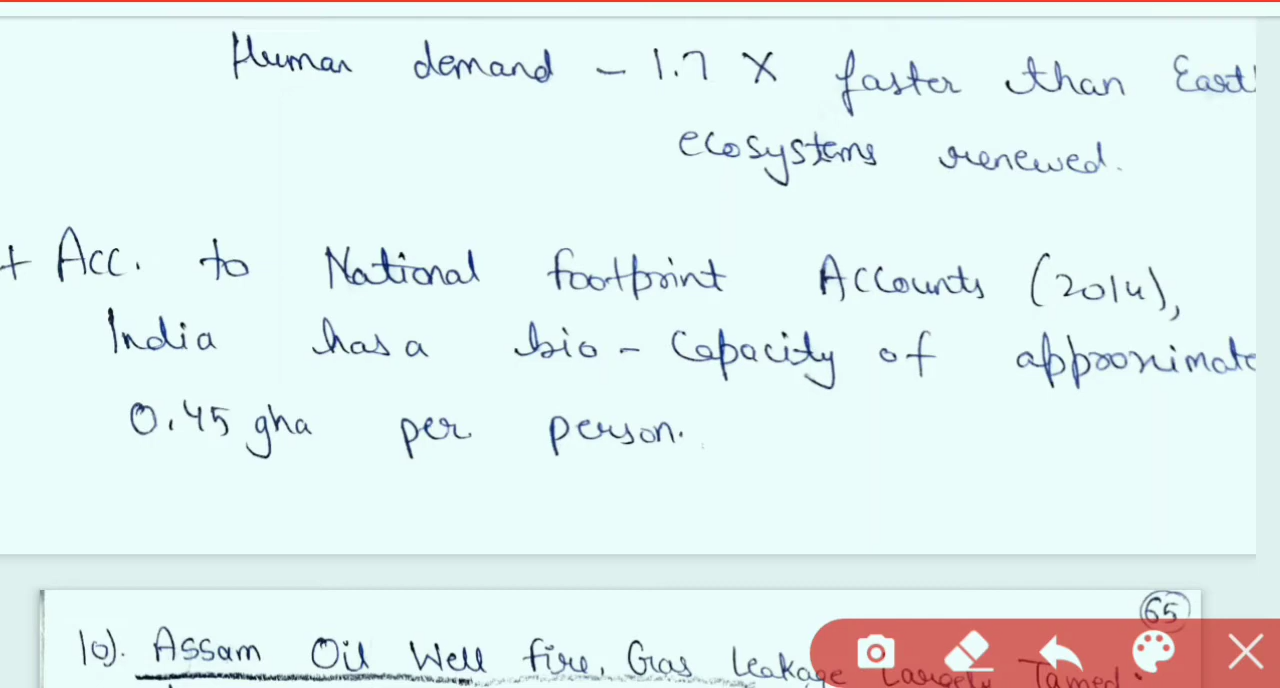 Human demand - 1.7 X faster than Eart
ecosystems renewed.
+ Acc. to National footprint Accounts (2014),
India has a bio - Capacity of approximate
0.45 gha per person.
65
10). Assam Oil Well fire, Gas leakage Largely Tamed.